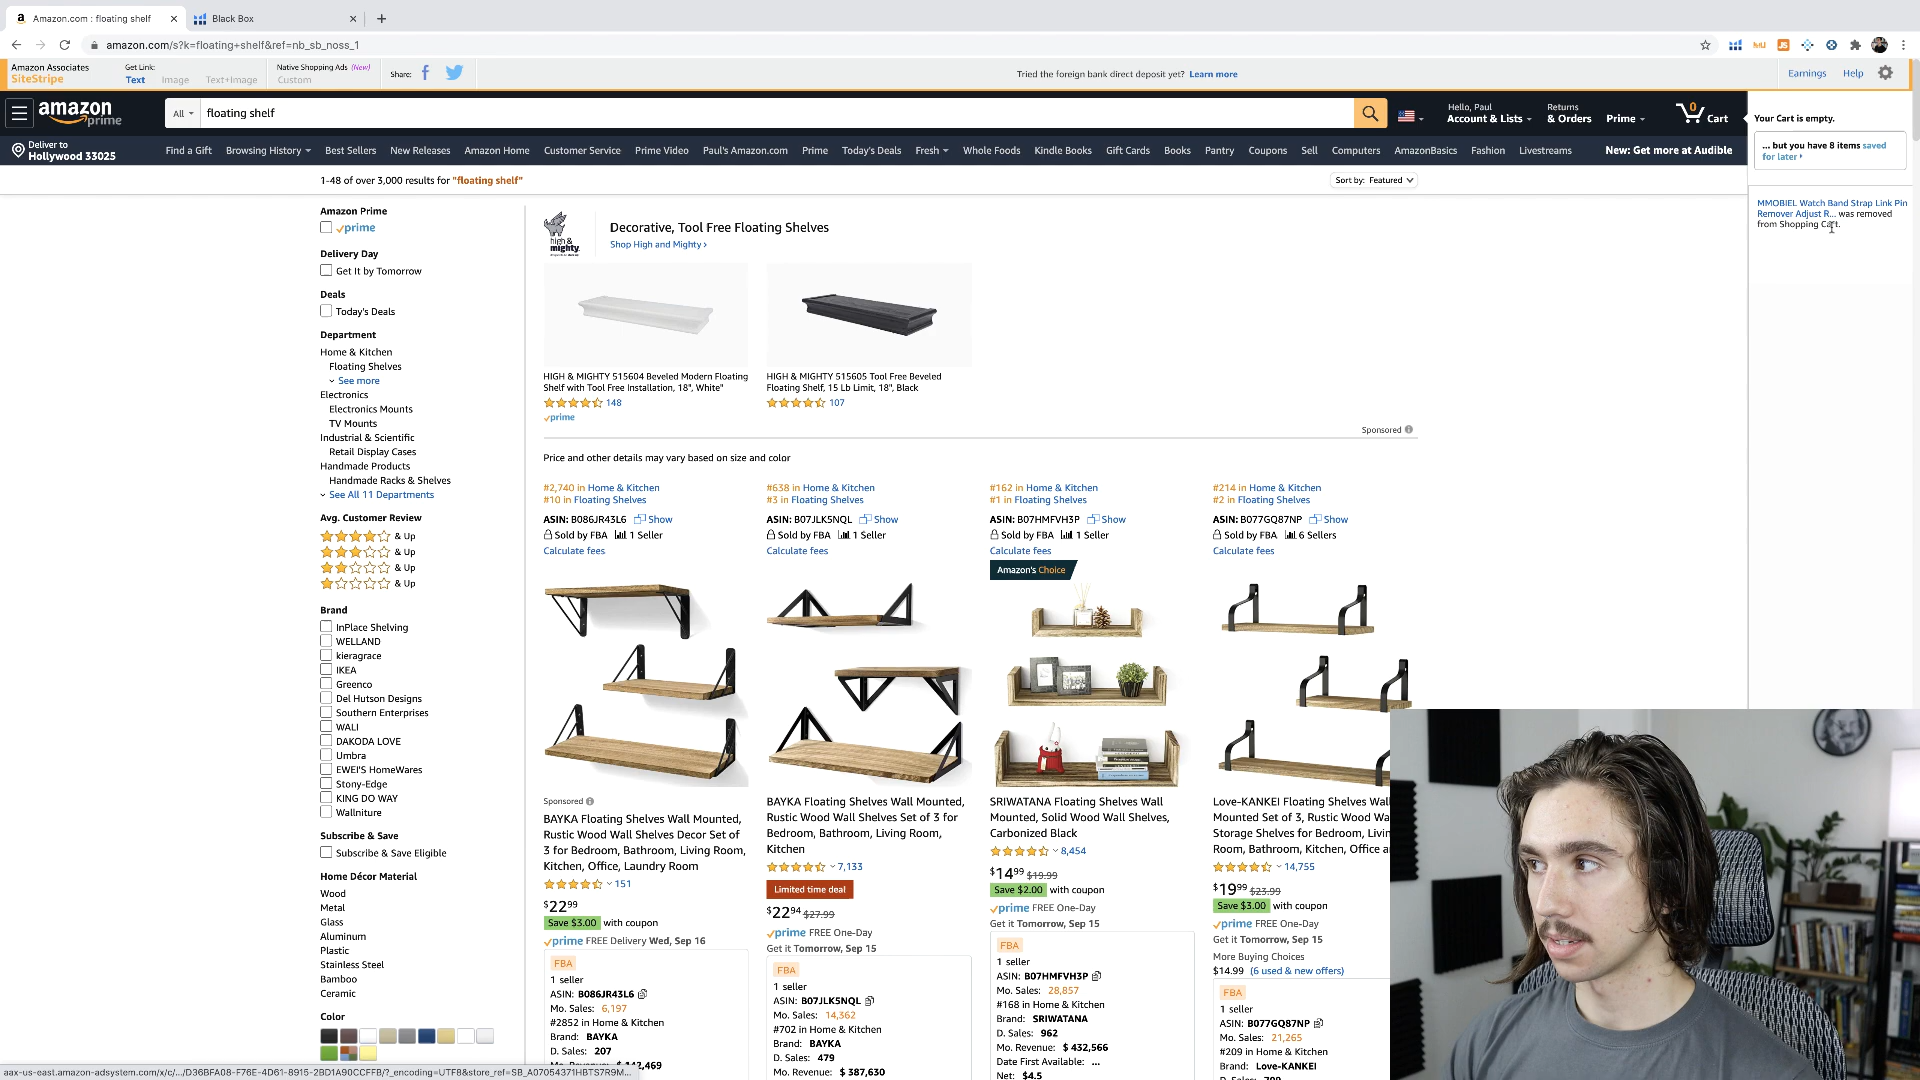 Amazon.com : floating shelf
Black Box
amazon.com/s?k=floating+shelf&ref=nb_sb_noss_1
Amazon Associates
SiteStripe
Get Link:
Text Image Text+Image
Native Shopping Ads (New)
Custom
Share:
Tried the foreign bank direct deposit yet? Learn more
Earnings Help
amazon
prime
All
floating shelf
Hello, Paul
Account & Lists
Returns
& Orders
Prime
0
Cart
Deliver to
Hollywood 33025
Find a Gift Browsing History Best Sellers New Releases Amazon Home Customer Service Prime Video Paul's Amazon.com Prime Today's Deals Fresh Whole Foods Kindle Books Gift Cards Books Pantry Coupons Sell Computers AmazonBasics Fashion Livestreams
New: Get more at Audible
Your Cart is empty.
... but you have 8 items saved
for later
MMOBIEL Watch Band Strap Link Pin
Remover Adjust R... was removed
from Shopping Cart.
1-48 of over 3,000 results for "floating shelf"
Sort by: Featured
Amazon Prime
prime
Delivery Day
Get It by Tomorrow
Deals
Today's Deals
Department
Home & Kitchen
Floating Shelves
See more
Electronics
Electronics Mounts
TV Mounts
Industrial & Scientific
Retail Display Cases
Handmade Products
Handmade Racks & Shelves
See All 11 Departments
Avg. Customer Review
& Up
& Up
& Up
& Up
Brand
InPlace Shelving
WELLAND
kieragrace
IKEA
Greenco
Del Hutson Designs
Southern Enterprises
WALI
DAKODA LOVE
Umbra
EWEI'S HomeWares
Stony-Edge
KING DO WAY
Wallniture
Subscribe & Save
Subscribe & Save Eligible
Home Décor Material
Wood
Metal
Glass
Aluminum
Plastic
Stainless Steel
Bamboo
Ceramic
Color
high &
mighty.
Decorative, Tool Free Floating Shelves
Shop High and Mighty ›
HIGH & MIGHTY 515604 Beveled Modern Floating
Shelf with Tool Free Installation, 18", White"
148
prime
HIGH & MIGHTY 515605 Tool Free Beveled
Floating Shelf, 15 Lb Limit, 18", Black
107
Sponsored
Price and other details may vary based on size and color
#2,740 in Home & Kitchen
#10 in Floating Shelves
ASIN: B086JR43L6 Show
Sold by FBA 1 Seller
Calculate fees
Sponsored
BAYKA Floating Shelves Wall Mounted,
Rustic Wood Wall Shelves Decor Set of
3 for Bedroom, Bathroom, Living Room,
Kitchen, Office, Laundry Room
151
$22 99
Save $3.00 with coupon
prime FREE Delivery Wed, Sep 16
FBA
1 seller
ASIN: B086JR43L6
Mo. Sales: 6,197
#2852 in Home & Kitchen
Brand: BAYKA
D. Sales: 207
#638 in Home & Kitchen
#3 in Floating Shelves
ASIN: B07JLK5NQL Show
Sold by FBA 1 Seller
Calculate fees
BAYKA Floating Shelves Wall Mounted,
Rustic Wood Wall Shelves Set of 3 for
Bedroom, Bathroom, Living Room,
Kitchen
7,133
Limited time deal
$22 94 $27.99
prime FREE One-Day
Get it Tomorrow, Sep 15
FBA
1 seller
ASIN: B07JLK5NQL
Mo. Sales: 14,362
#702 in Home & Kitchen
Brand: BAYKA
D. Sales: 479
Mo. Revenue: $ 387,630
#162 in Home & Kitchen
#1 in Floating Shelves
ASIN: B07HMFVH3P Show
Sold by FBA 1 Seller
Calculate fees
Amazon's Choice
SRIWATANA Floating Shelves Wall
Mounted, Solid Wood Wall Shelves,
Carbonized Black
8,454
$14 99 $19.99
Save $2.00 with coupon
prime FREE One-Day
Get it Tomorrow, Sep 15
FBA
1 seller
ASIN: B07HMFVH3P
Mo. Sales: 28,857
#168 in Home & Kitchen
Brand: SRIWATANA
D. Sales: 962
Mo. Revenue: $ 432,566
Date First Available: ...
Net: $4.5
#214 in Home & Kitchen
#2 in Floating Shelves
ASIN: B077GQ87NP Show
Sold by FBA 6 Sellers
Calculate fees
Love-KANKEI Floating Shelves Wal
Mounted Set of 3, Rustic Wood Wa
Storage Shelves for Bedroom, Livin
Room, Bathroom, Kitchen, Office a
14,755
$19 99 $23.99
Save $3.00 with coupon
prime FREE One-Day
Get it Tomorrow, Sep 15
More Buying Choices
$14.99 (6 used & new offers)
FBA
1 seller
ASIN: B077GQ87NP
Mo. Sales: 21,265
#209 in Home & Kitchen
Brand: Love-KANKEI